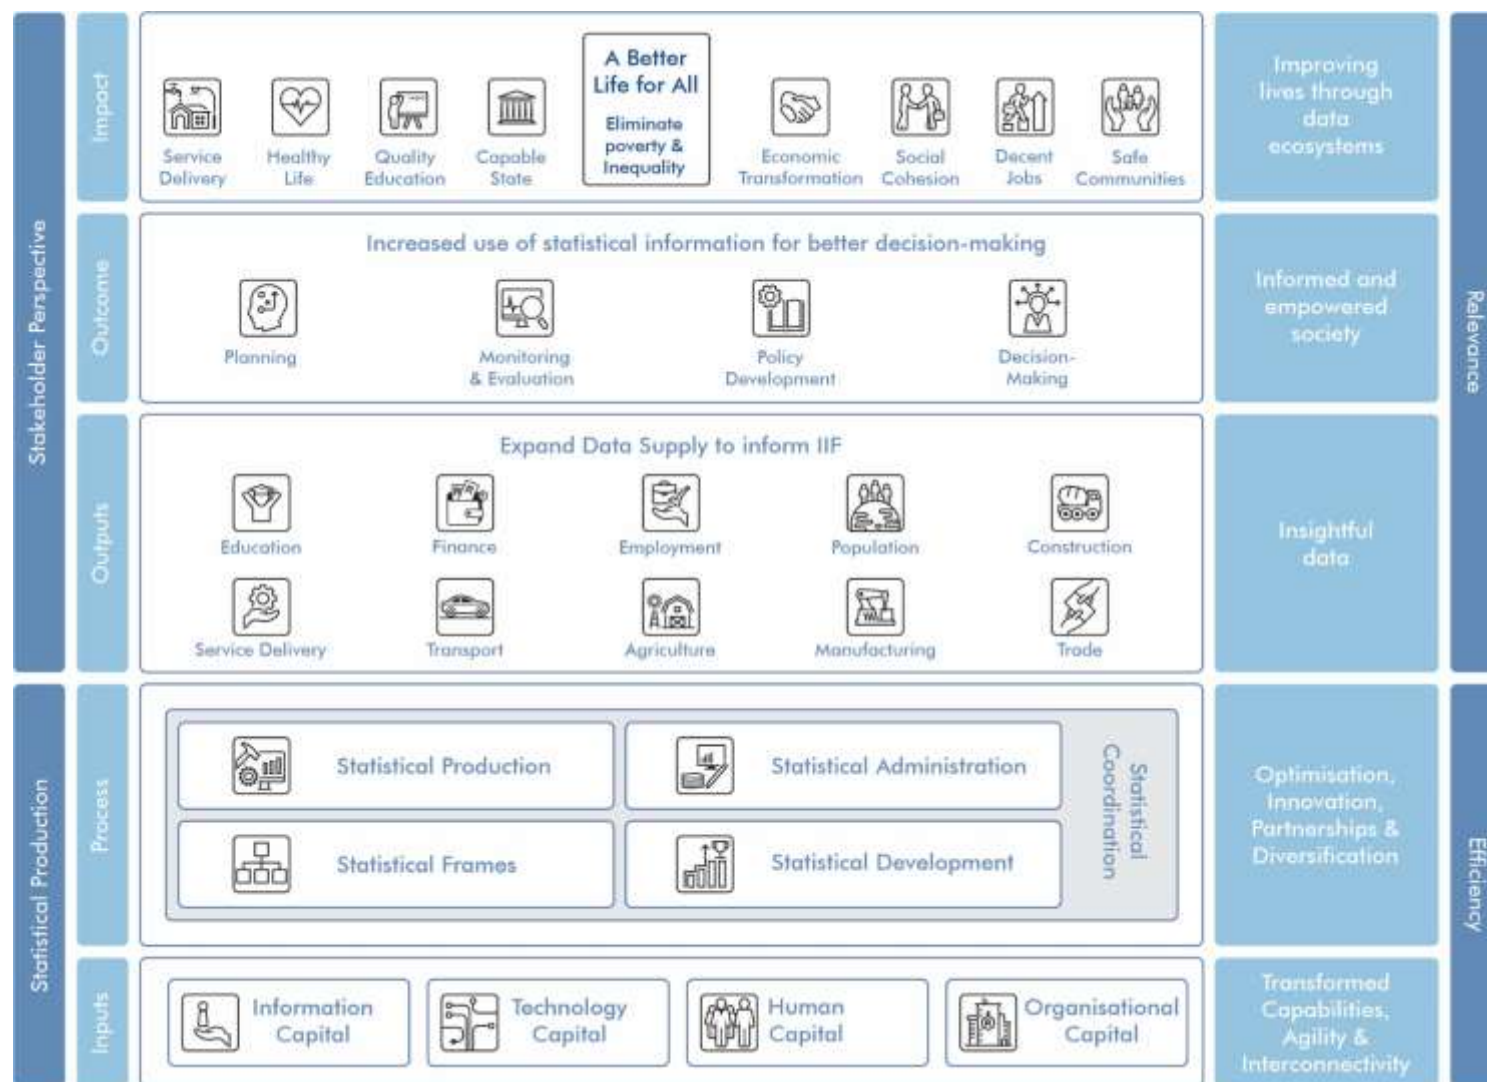 Stakeholder Perspective
Impact
Service
Delivery
Healthy
Life
Quality
Education
Capable
State
A Better
Life for All
Eliminate
poverty &
Inequality
Economic
Transformation
Social
Cohesion
Decent
Jobs
Safe
Communities
Improving
lives through
data
ecosystems
Relevance
Outcome
Increased use of statistical information for better decision-making
Planning
Monitoring
& Evaluation
Policy
Development
Decision-
Making
Informed and
empowered
society
Outputs
Expand Data Supply to inform IIF
Education
Finance
Employment
Population
Construction
Service Delivery
Transport
Agriculture
Manufacturing
Trade
Insightful
data
Statistical Production
Process
Statistical Production
Statistical Administration
Statistical Frames
Statistical Development
Statistical
Coordination
Optimisation,
Innovation,
Partnerships &
Diversification
Efficiency
Inputs
Information
Capital
Technology
Capital
Human
Capital
Organisational
Capital
Transformed
Capabilities,
Agility &
Interconnectivity